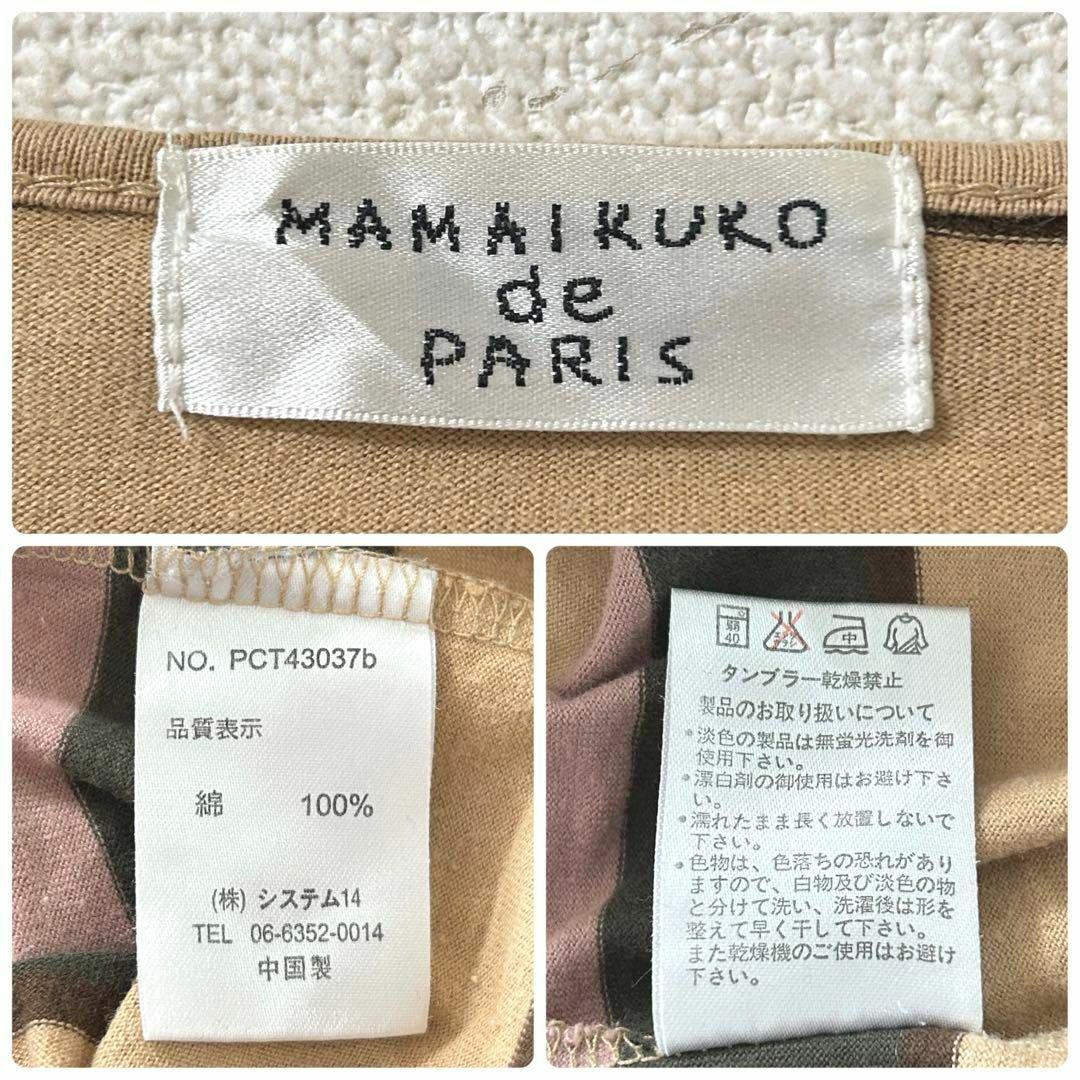 MAMAIKUKO
de
PARIS
NO. PCT43037b
品質表示
綿 100%
(株) システム14
TEL 06-6352-0014
中国製
弱
40
エンソ
サラシ
中
タンブラー乾燥禁止
製品のお取り扱いについて
•淡色の製品は無蛍光洗剤を御
使用下さい。
•漂白剤の御使用はお避け下さ
い。
•濡れたまま長く放置しないで
下さい。
•色物は、色落ちの恐れがあり
ますので、白物及び淡色の物
と分けて洗い、洗濯後は形を
整えて早く干して下さい。
また乾燥機のご使用はお避け
下さい。